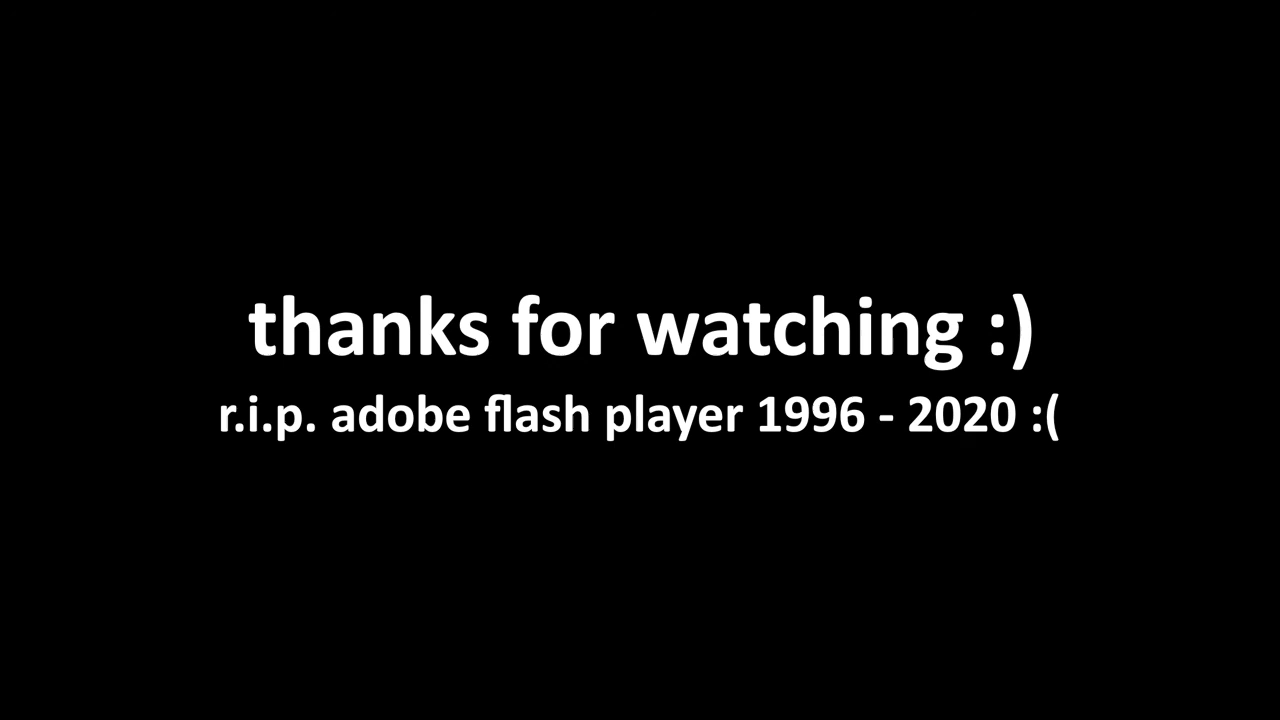 thanks for watching :)
r.i.p. adobe flash player 1996 - 2020 :(